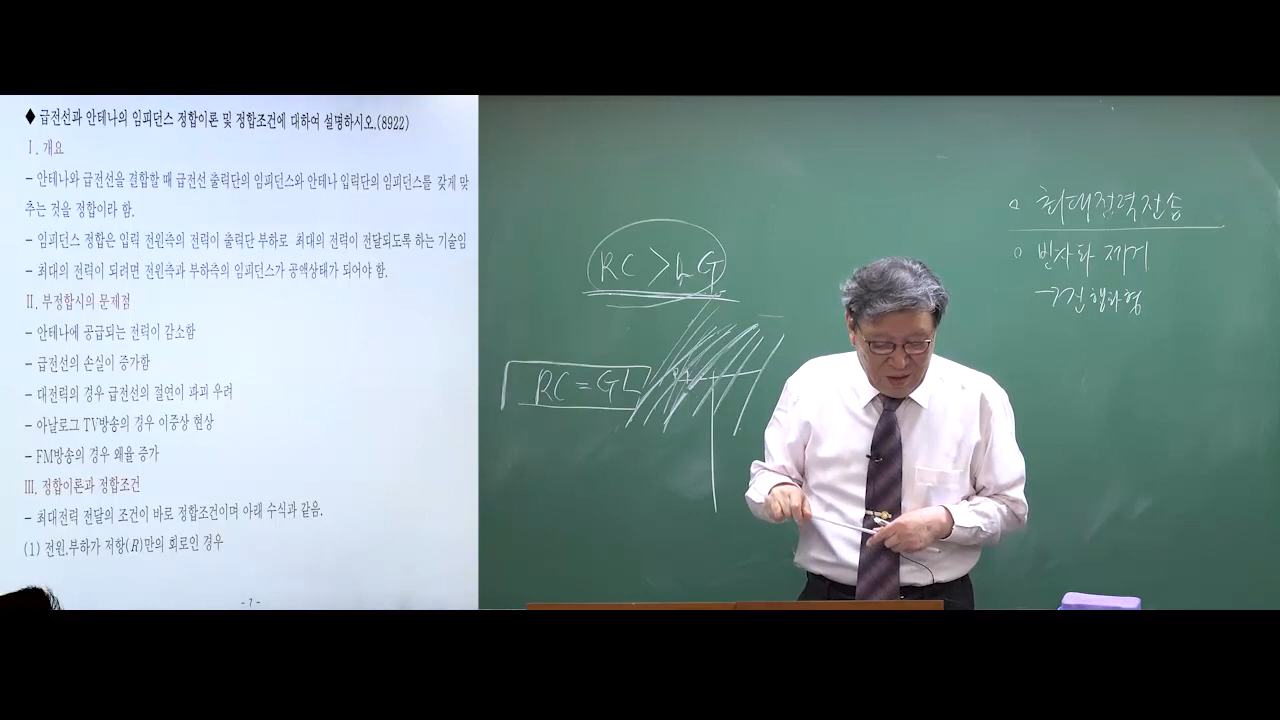 ◆ 급전선과 안테나의 임피던스 정합이론 및 정합조건에 대하여 설명하시오.(8922)
Ⅰ. 개요
- 안테나와 급전선을 결합할 때 급전선 출력단의 임피던스와 안테나 입력단의 임피던스를 갖게 맞
추는 것을 정합이라 함.
- 임피던스 정합은 입력 전원측의 전력이 출력단 부하로 최대의 전력이 전달되도록 하는 기술임
- 최대의 전력이 되려면 전원측과 부하측의 임피던스가 공액상태가 되어야 함.
Ⅱ. 부정합시의 문제점
- 안테나에 공급되는 전력이 감소함
- 급전선의 손실이 증가함
- 대전력의 경우 급전선의 절연이 파괴 우려
- 아날로그 TV방송의 경우 이중상 현상
- FM방송의 경우 왜율 증가
Ⅲ. 정합이론과 정합조건
- 최대전력 전달의 조건이 바로 정합조건이며 아래 수식과 같음.
(1) 전원.부하가 저항(R)만의 회로인 경우
- 7 -
RC > LG
RC = GL
○ 최대전력전송
○ 반사파 제거
→ 진행파형